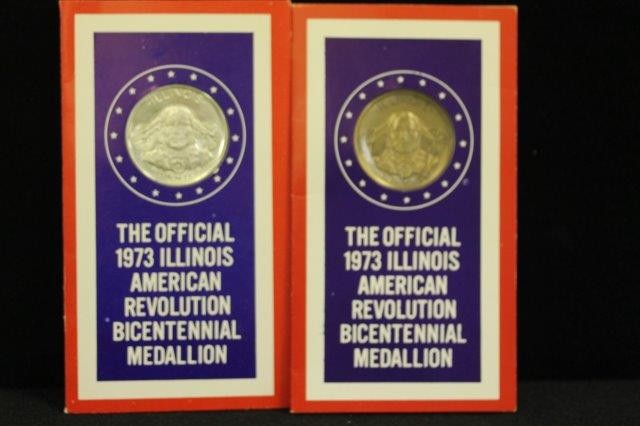 ILLINOIS
THE OFFICIAL
1973 ILLINOIS
AMERICAN
REVOLUTION
BICENTENNIAL
MEDALLION
THE OFFICIAL
1973 ILLINOIS
AMERICAN
REVOLUTION
BICENTENNIAL
MEDALLION